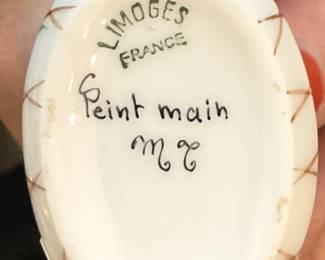 LIMOGES
FRANCE
Peint main